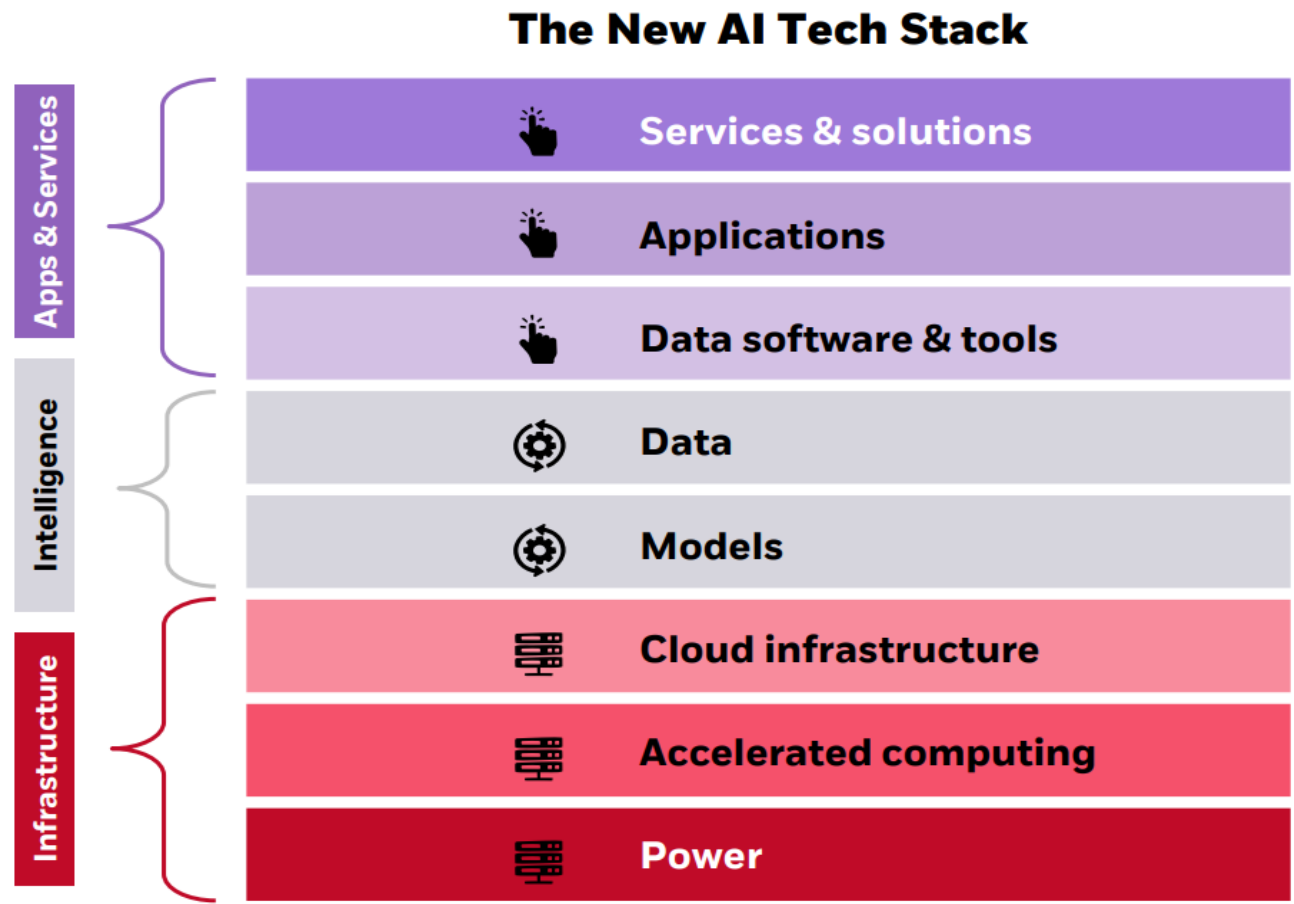 The New AI Tech Stack
Apps & Services
Services & solutions
Applications
Data software & tools
Intelligence
Data
Models
Infrastructure
Cloud infrastructure
Accelerated computing
Power